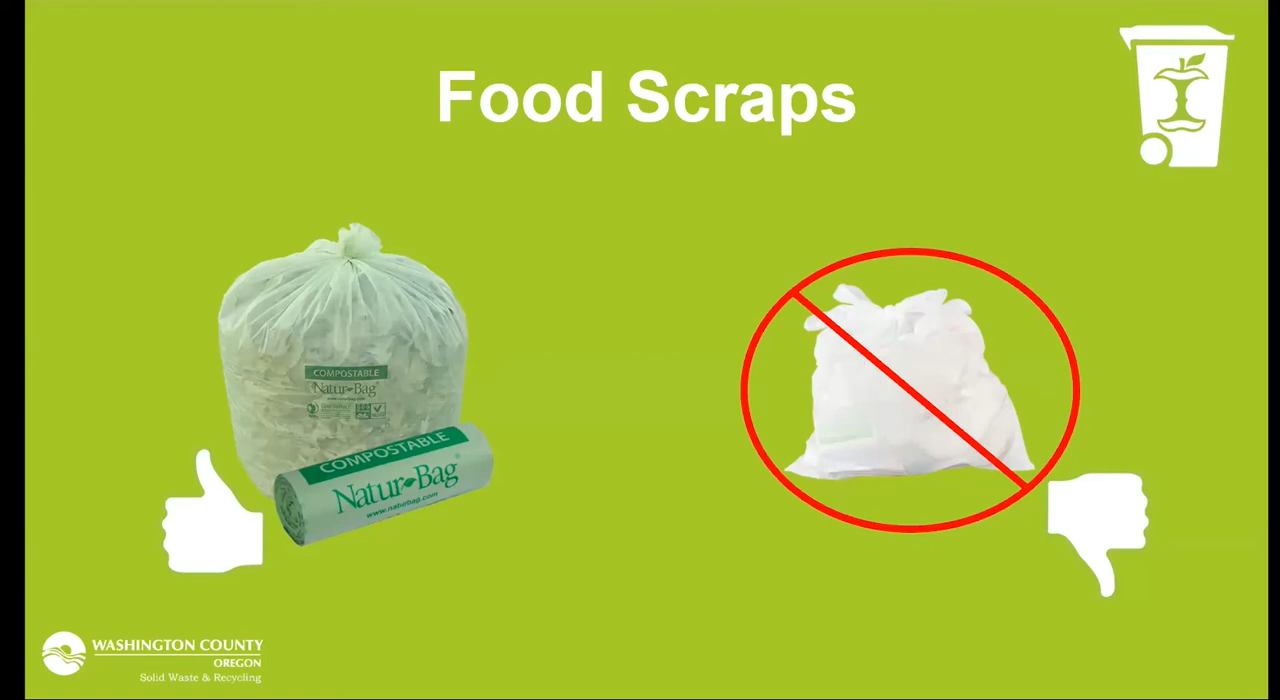 Food Scraps
COMPOSTABLE
Natur-Bag
COMPOSTABLE
Natur-Bag
www.naturbag.com
WASHINGTON COUNTY
OREGON
Solid Waste & Recycling